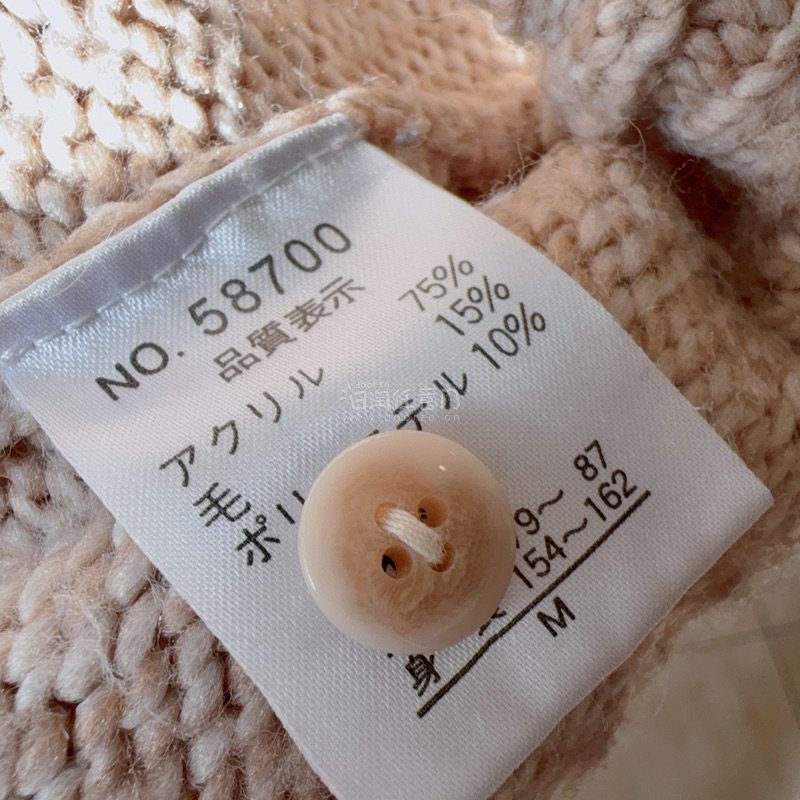 NO. 58700
品質表示
アクリル 75%
毛 15%
ポリ テル 10%
9～ 87
身 154～162
M